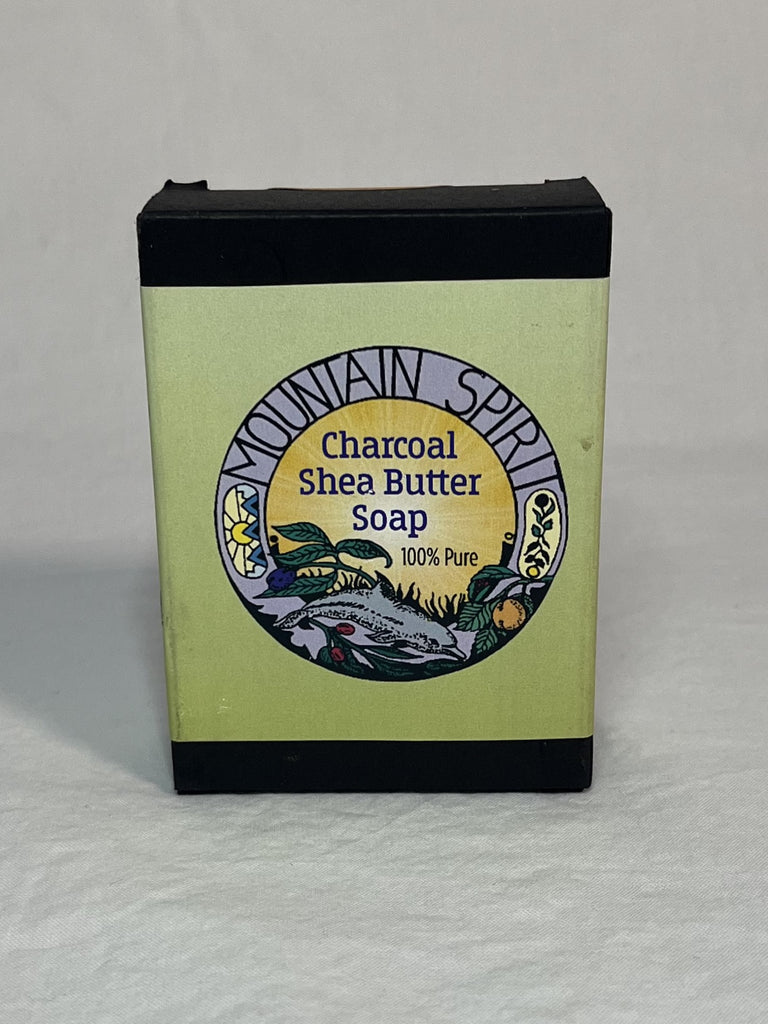 MOUNTAIN SPIRIT
Charcoal
Shea Butter
Soap
100% Pure